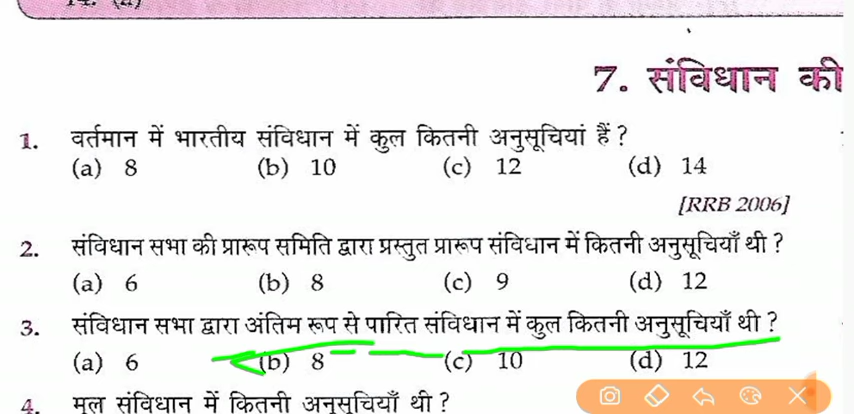 7. संविधान की
1. वर्तमान में भारतीय संविधान में कुल कितनी अनुसूचियां हैं ?
(a) 8 (b) 10 (c) 12 (d) 14
[RRB 2006]
2. संविधान सभा की प्रारूप समिति द्वारा प्रस्तुत प्रारूप संविधान में कितनी अनुसूचियाँ थी ?
(a) 6 (b) 8 (c) 9 (d) 12
3. संविधान सभा द्वारा अंतिम रूप से पारित संविधान में कुल कितनी अनुसूचियाँ थी ?
(a) 6 (b) 8 (c) 10 (d) 12
4. मूल संविधान में कितनी अनुसूचियाँ थी ?